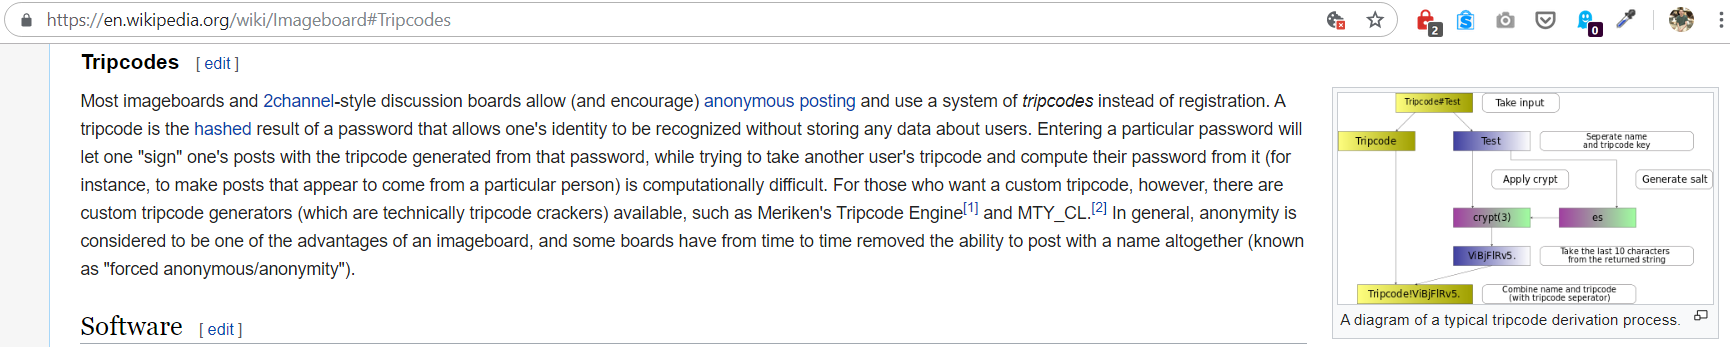 https://en.wikipedia.org/wiki/Imageboard#Tripcodes
2
0
Tripcodes [ edit ]
Most imageboards and 2channel-style discussion boards allow (and encourage) anonymous posting and use a system of tripcodes instead of registration. A
tripcode is the hashed result of a password that allows one's identity to be recognized without storing any data about users. Entering a particular password will
let one "sign" one's posts with the tripcode generated from that password, while trying to take another user's tripcode and compute their password from it (for
instance, to make posts that appear to come from a particular person) is computationally difficult. For those who want a custom tripcode, however, there are
custom tripcode generators (which are technically tripcode crackers) available, such as Meriken's Tripcode Engine[1] and MTY_CL.[2] In general, anonymity is
considered to be one of the advantages of an imageboard, and some boards have from time to time removed the ability to post with a name altogether (known
as "forced anonymous/anonymity").
Software [ edit ]
Tripcode#Test
Take input
Tripcode
Test
Seperate name
and tripcode key
Apply crypt
Generate salt
crypt(3)
es
ViBjFlRv5.
Take the last 10 characters
from the returned string
Tripcode!ViBjFlRv5.
Combine name and tripcode
(with tripcode seperator)
A diagram of a typical tripcode derivation process.